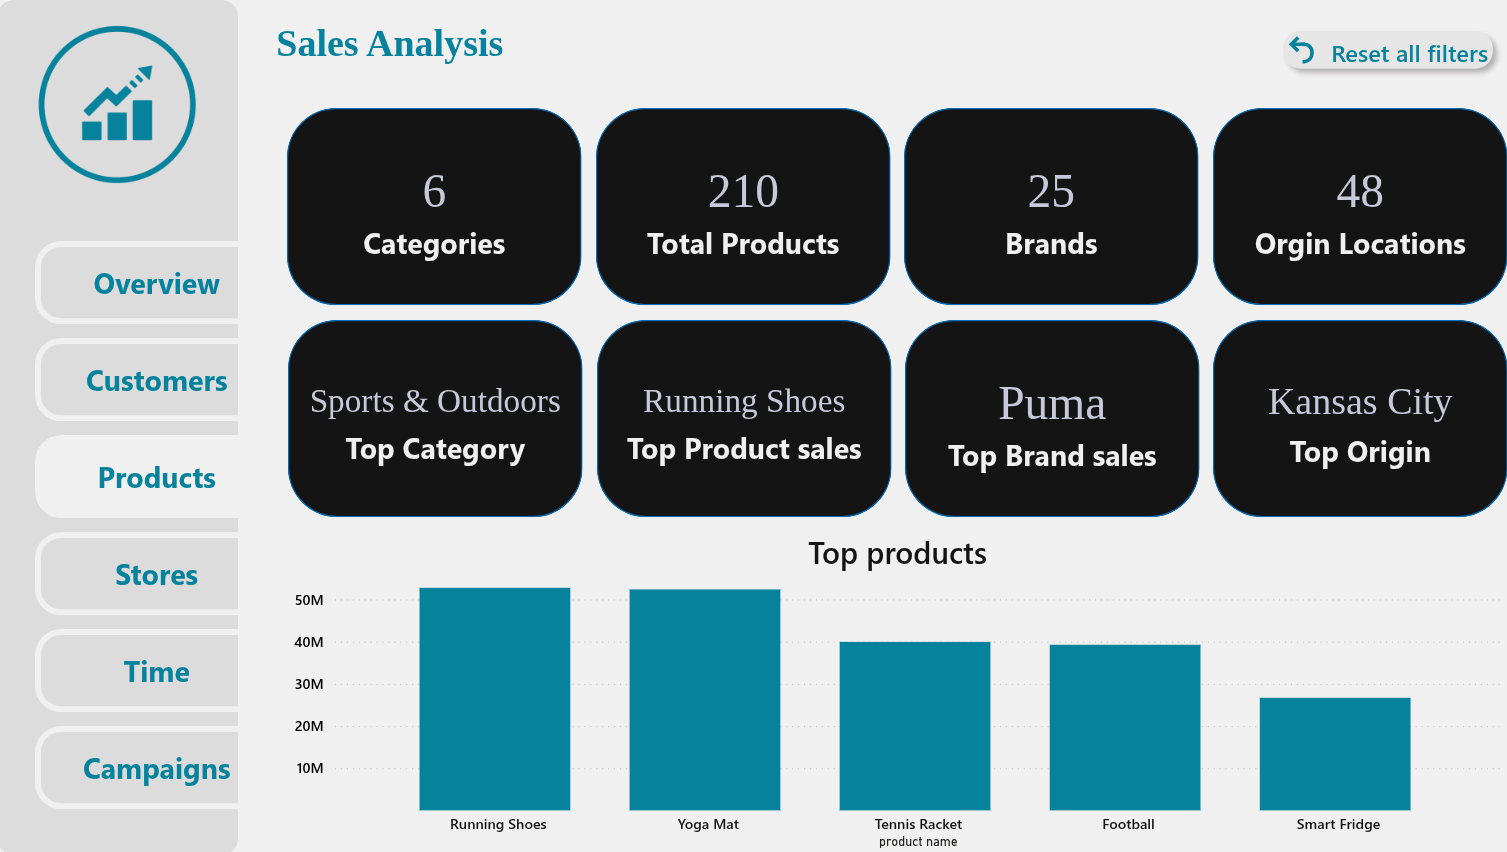 Sales Analysis
Reset all filters
6
Categories
210
Total Products
25
Brands
48
Orgin Locations
Overview
Customers
Products
Stores
Time
Campaigns
Sports & Outdoors
Top Category
Running Shoes
Top Product sales
Puma
Top Brand sales
Kansas City
Top Origin
Top products
50M
40M
30M
20M
10M
Running Shoes
Yoga Mat
Tennis Racket
Football
Smart Fridge
product name